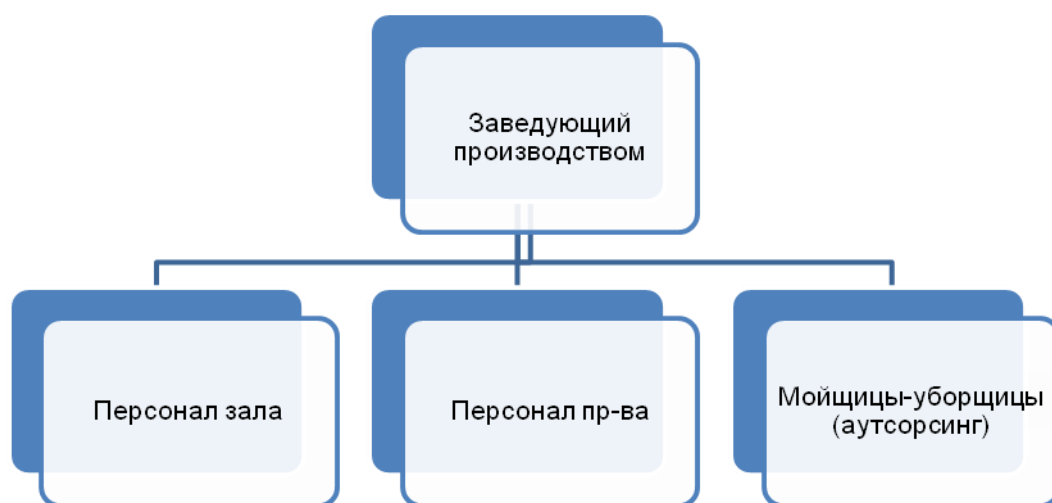 Заведующий
производством
Персонал зала
Персонал пр-ва
Мойщицы-уборщицы
(аутсорсинг)